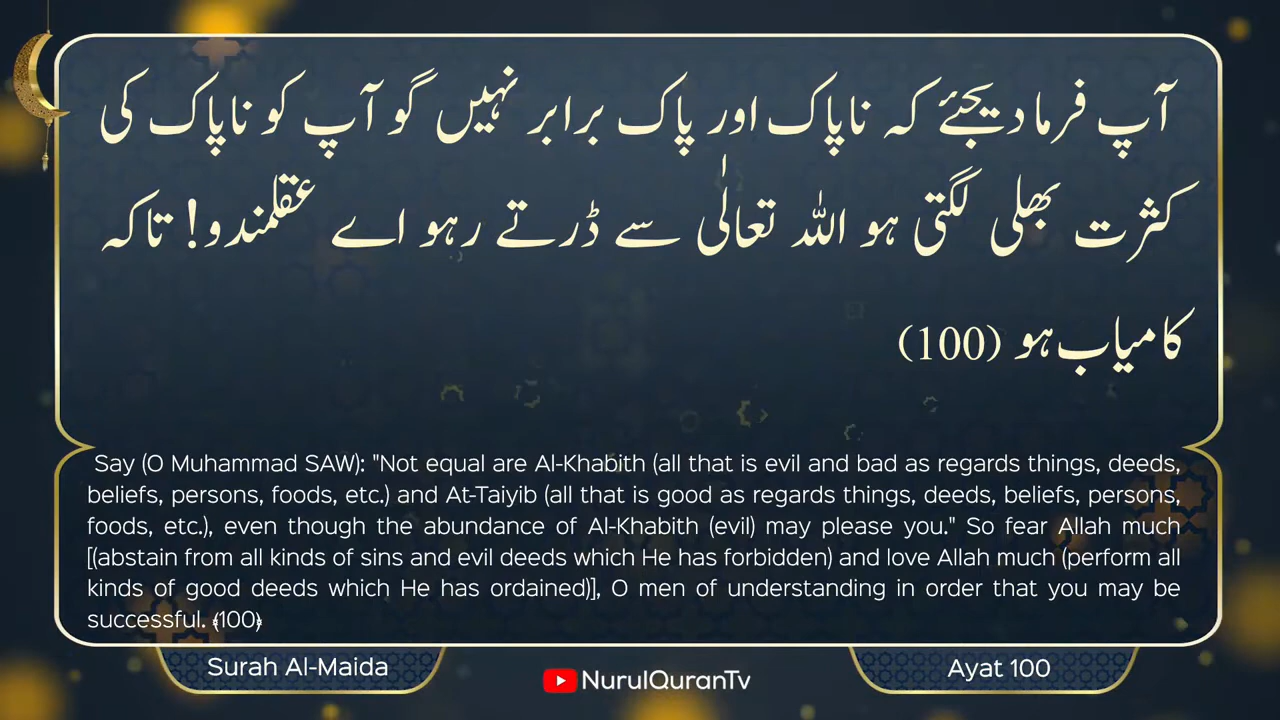 آپ فرما دیجئے کہ ناپاک اور پاک برابر نہیں گو آپ کو ناپاک کی
کثرت بھلی لگتی ہو اللہ تعالٰی سے ڈرتے رہو اے عقلمندو! تاکہ
کامیاب ہو (100)
Say (O Muhammad SAW): "Not equal are Al-Khabith (all that is evil and bad as regards things, deeds,
beliefs, persons, foods, etc.) and At-Taiyib (all that is good as regards things, deeds, beliefs, persons,
foods, etc.), even though the abundance of Al-Khabith (evil) may please you." So fear Allah much
[(abstain from all kinds of sins and evil deeds which He has forbidden) and love Allah much (perform all
kinds of good deeds which He has ordained)], O men of understanding in order that you may be
successful. ﴾100﴿
Surah Al-Maida
NurulQuranTv
Ayat 100